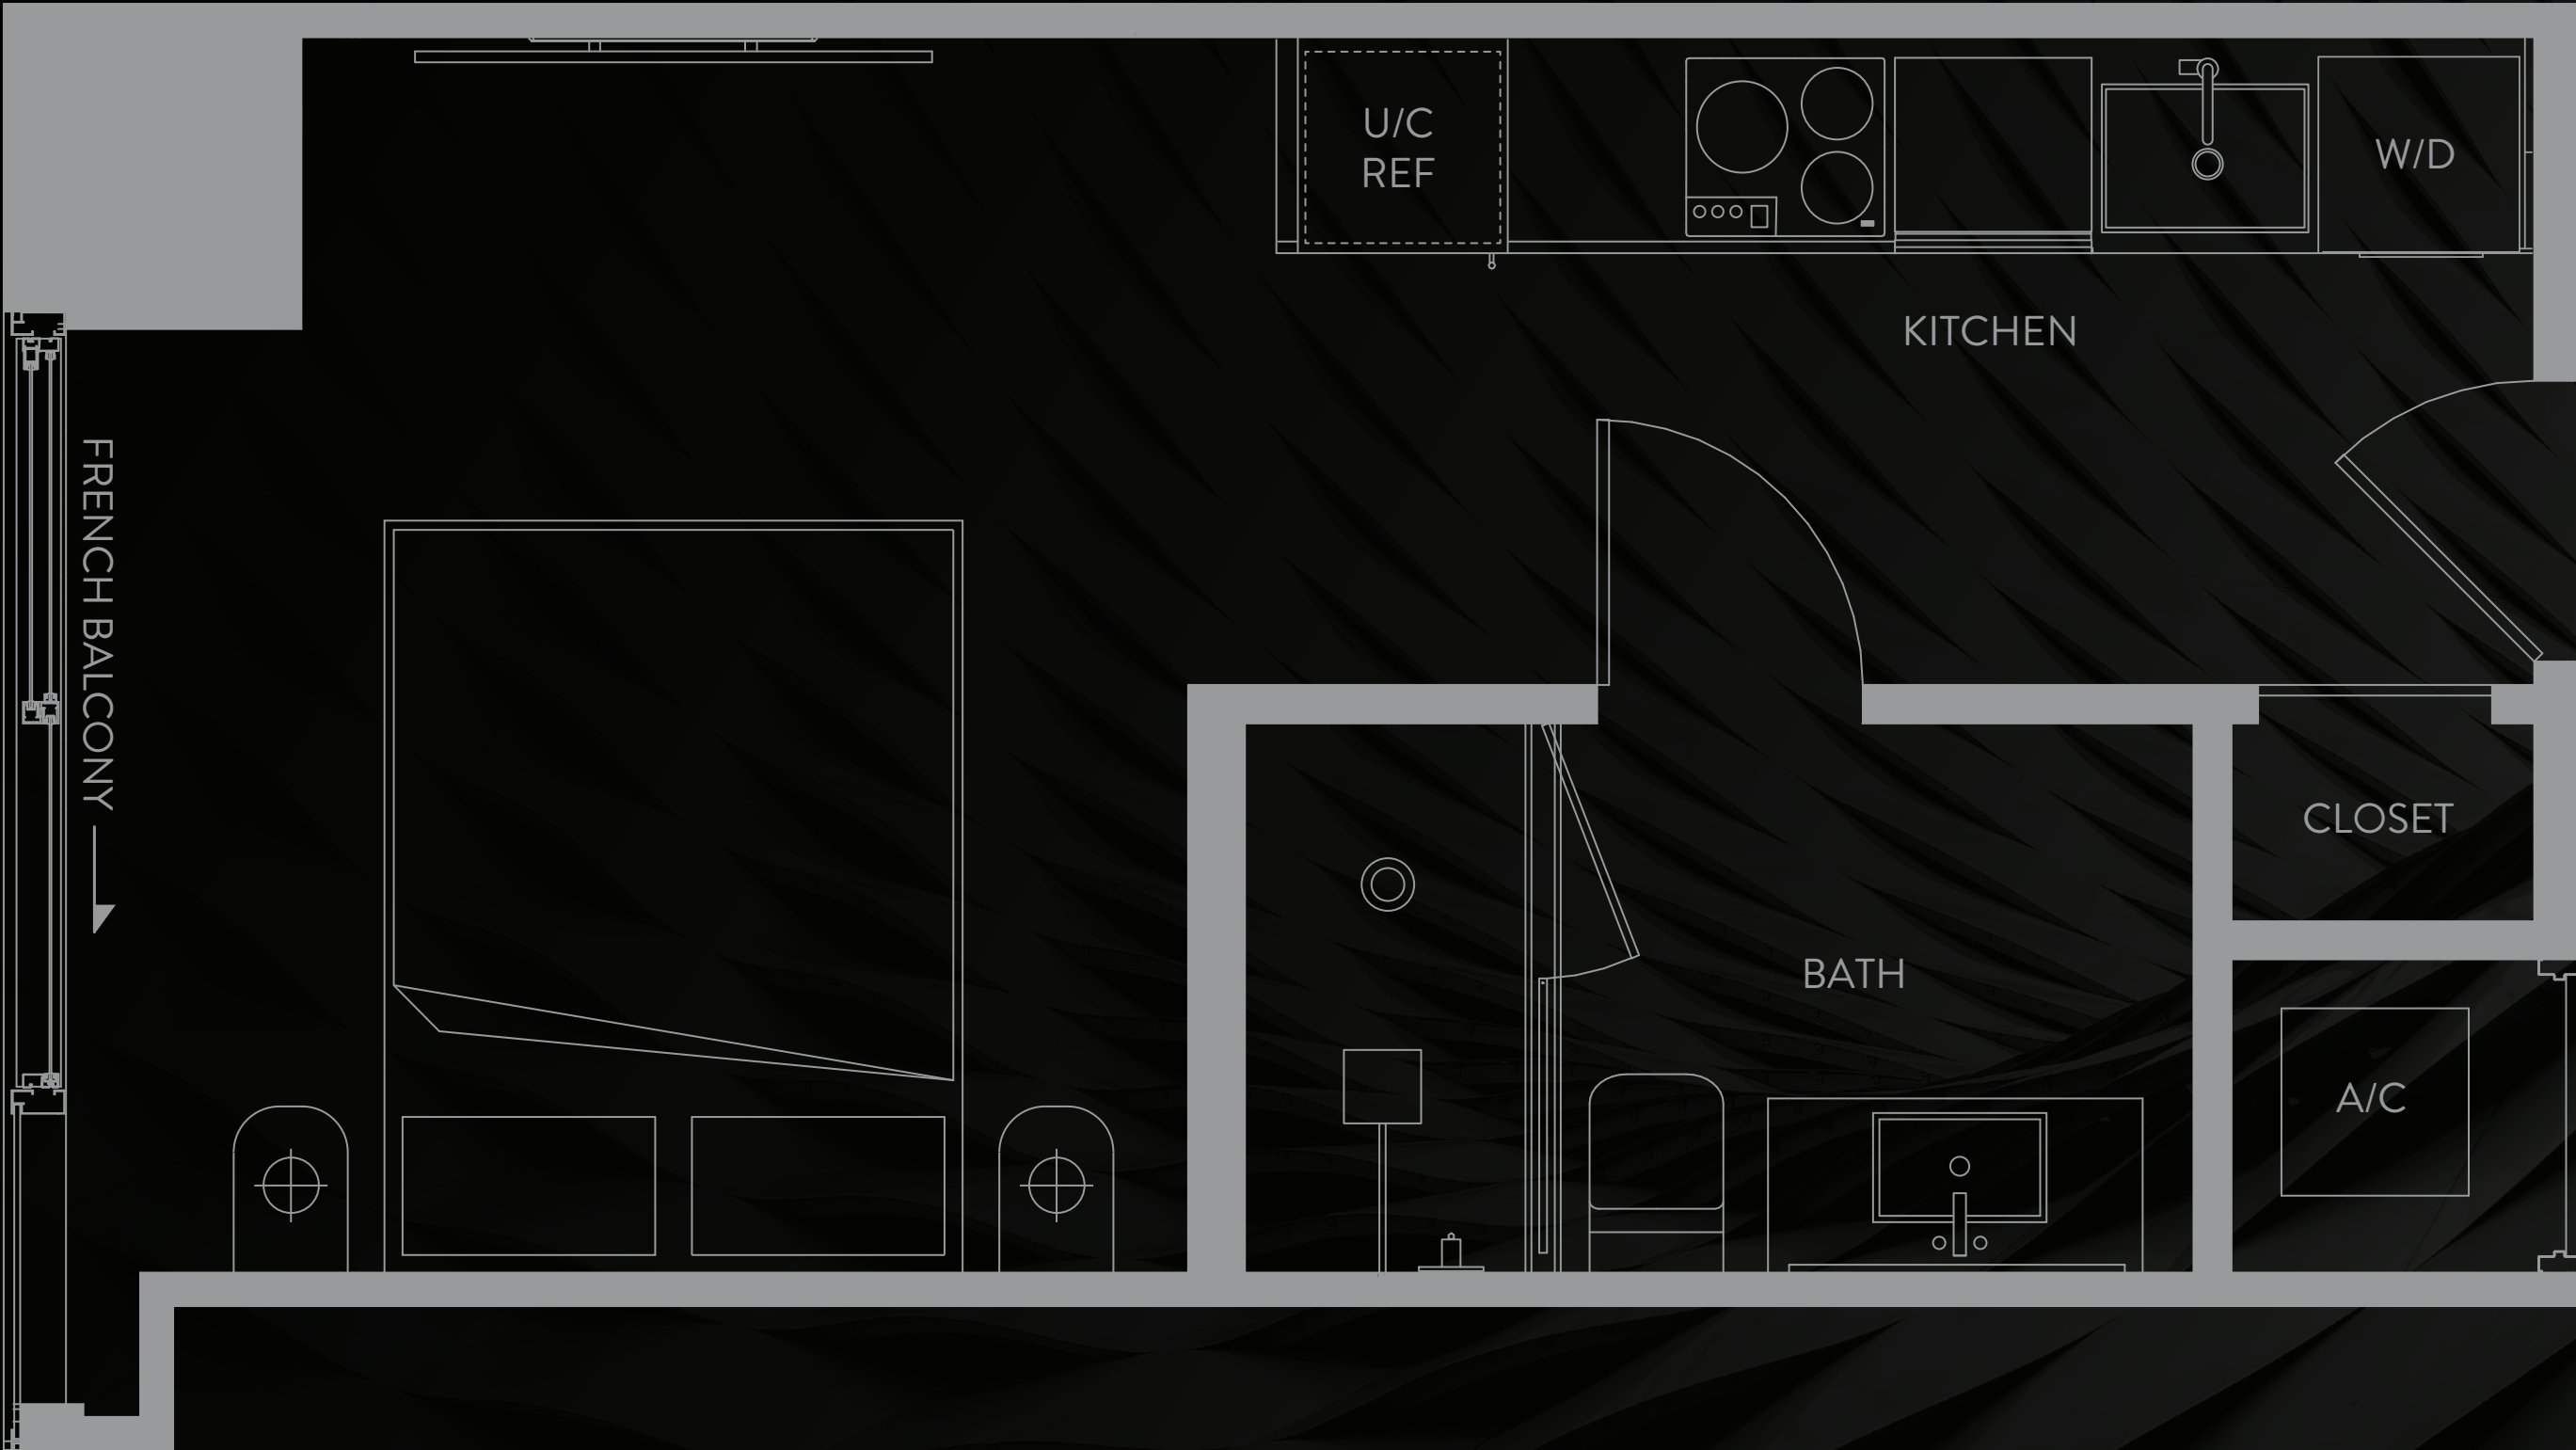 U/C
REF
W/D
KITCHEN
FRENCH BALCONY
CLOSET
BATH
A/C